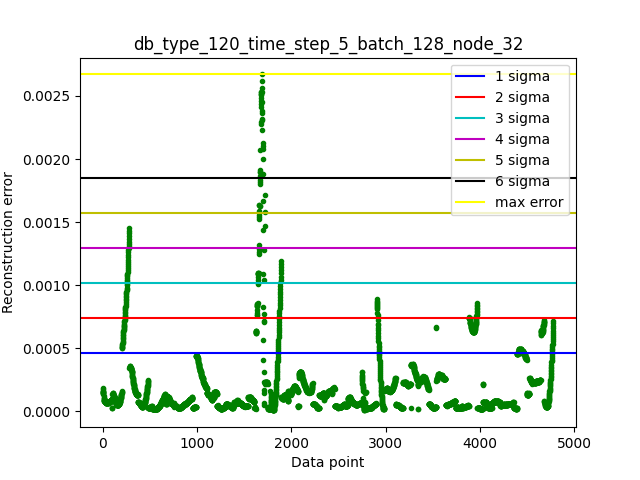 db_type_120_time_step_5_batch_128_node_32
Reconstruction error
0.0025
0.0020
0.0015
0.0010
0.0005
0.0000
1 sigma
2 sigma
3 sigma
4 sigma
5 sigma
6 sigma
max error
0 1000 2000 3000 4000 5000
Data point